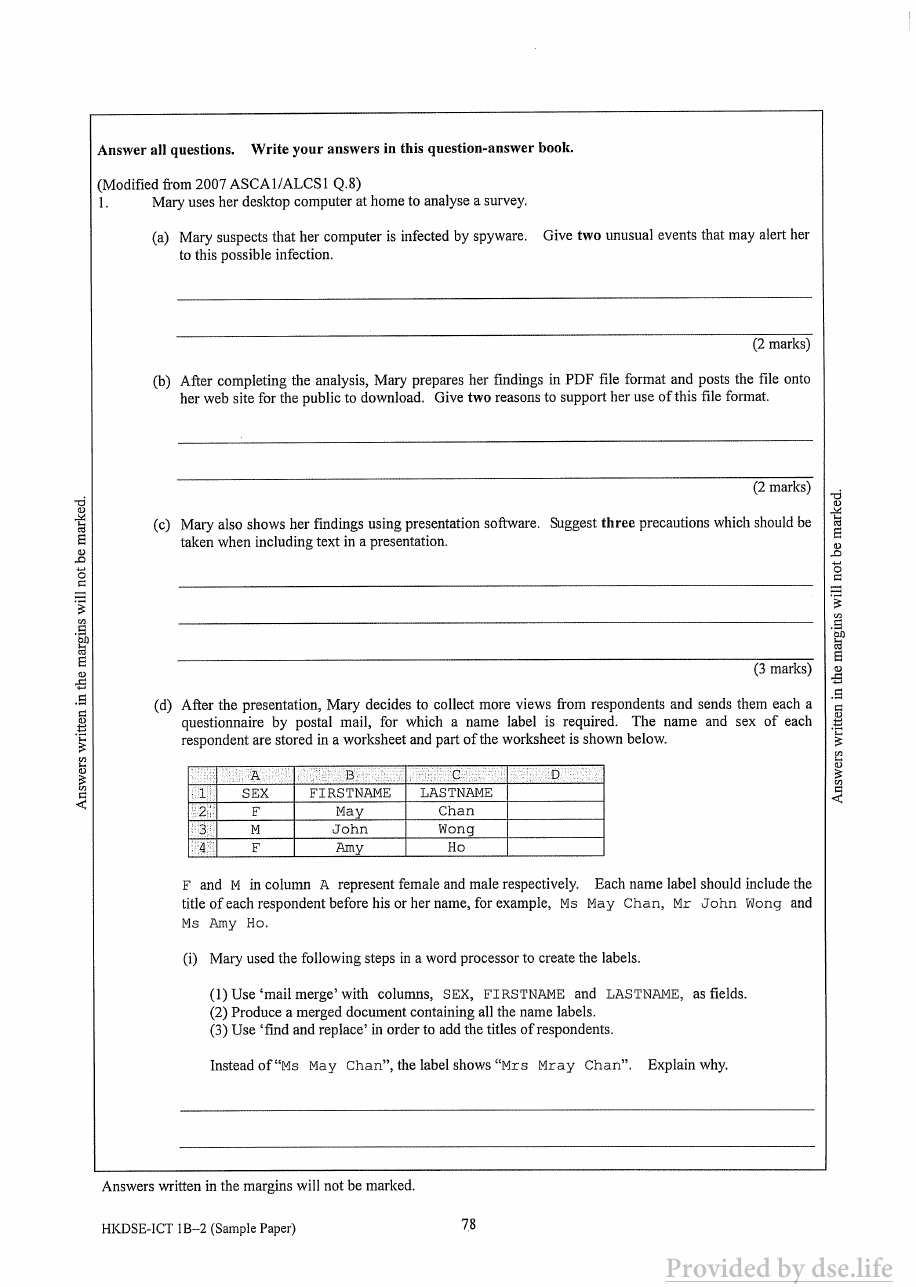 Answer all questions. Write your answers in this question-answer book.
(Modified from 2007 ASCA1/ALCS1 Q.8)
1. Mary uses her desktop computer at home to analyse a survey.
(a) Mary suspects that her computer is infected by spyware. Give two unusual events that may alert her
to this possible infection.
(2 marks)
(b) After completing the analysis, Mary prepares her findings in PDF file format and posts the file onto
her web site for the public to download. Give two reasons to support her use of this file format.
(2 marks)
(c) Mary also shows her findings using presentation software. Suggest three precautions which should be
taken when including text in a presentation.
(3 marks)
(d) After the presentation, Mary decides to collect more views from respondents and sends them each a
questionnaire by postal mail, for which a name label is required. The name and sex of each
respondent are stored in a worksheet and part of the worksheet is shown below.
A B C D
1 SEX FIRSTNAME LASTNAME
2 F May Chan
3 M John Wong
4 F Amy Ho
F and M in column A represent female and male respectively. Each name label should include the
title of each respondent before his or her name, for example, Ms May Chan, Mr John Wong and
Ms Amy Ho.
(i) Mary used the following steps in a word processor to create the labels.
(1) Use ‘mail merge’ with columns, SEX, FIRSTNAME and LASTNAME, as fields.
(2) Produce a merged document containing all the name labels.
(3) Use ‘find and replace’ in order to add the titles of respondents.
Instead of “Ms May Chan”, the label shows “Mrs Mray Chan”. Explain why.
Answers written in the margins will not be marked.
Answers written in the margins will not be marked.
Answers written in the margins will not be marked.
HKDSE-ICT 1B–2 (Sample Paper)
78
Provided by dse.life